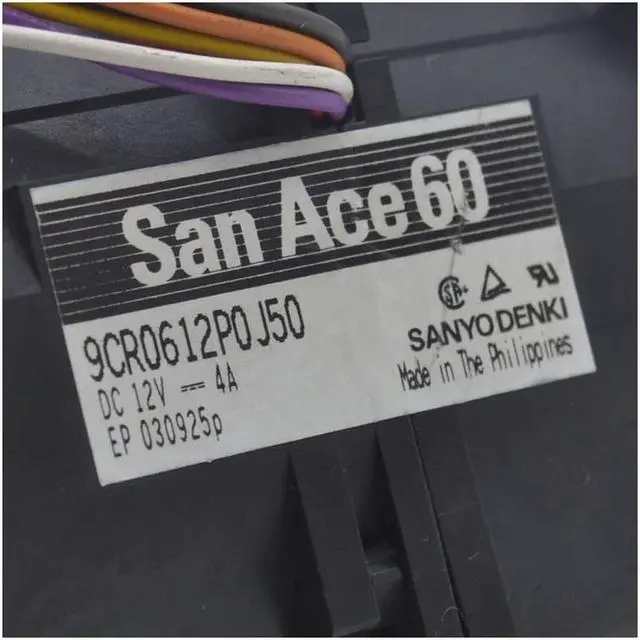 San Ace 60
9CR0612P0J50
DC 12V ⎓ 4A
EP 030925p
SANYO DENKI
Made in The Philippines